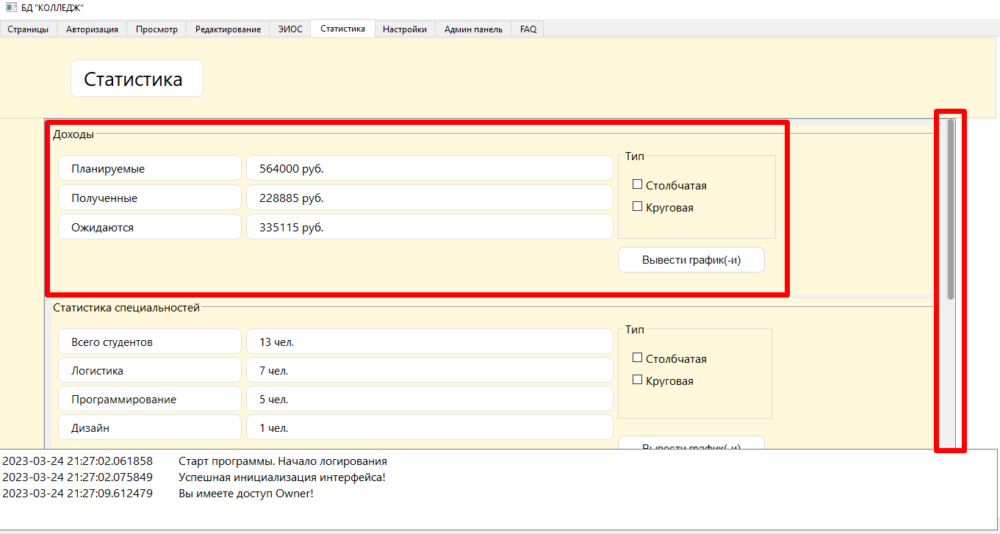 БД "КОЛЛЕДЖ"
Страницы Авторизация Просмотр Редактирование ЭИОС Статистика Настройки Админ панель FAQ
Статистика
Доходы
Тип
Планируемые 564000 руб.
Столбчатая
Полученные 228885 руб.
Круговая
Ожидаются 335115 руб.
Вывести график(-и)
Статистика специальностей
Тип
Всего студентов 13 чел.
Столбчатая
Логистика 7 чел.
Круговая
Программирование 5 чел.
Дизайн 1 чел.
Вывести график(-и)
2023-03-24 21:27:02.061858 Старт программы. Начало логирования
2023-03-24 21:27:02.075849 Успешная инициализация интерфейса!
2023-03-24 21:27:09.612479 Вы имеете доступ Owner!